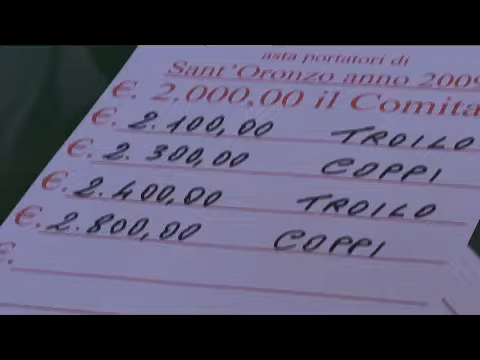 asta portatori di
Sant'Oronzo anno 2009
€. 2.000,00 il Comita
€. 2.100,00 TROILO
€. 2.300,00 COPPI
€. 2.400,00 TROILO
€. 2.800,00 COPPI
€.